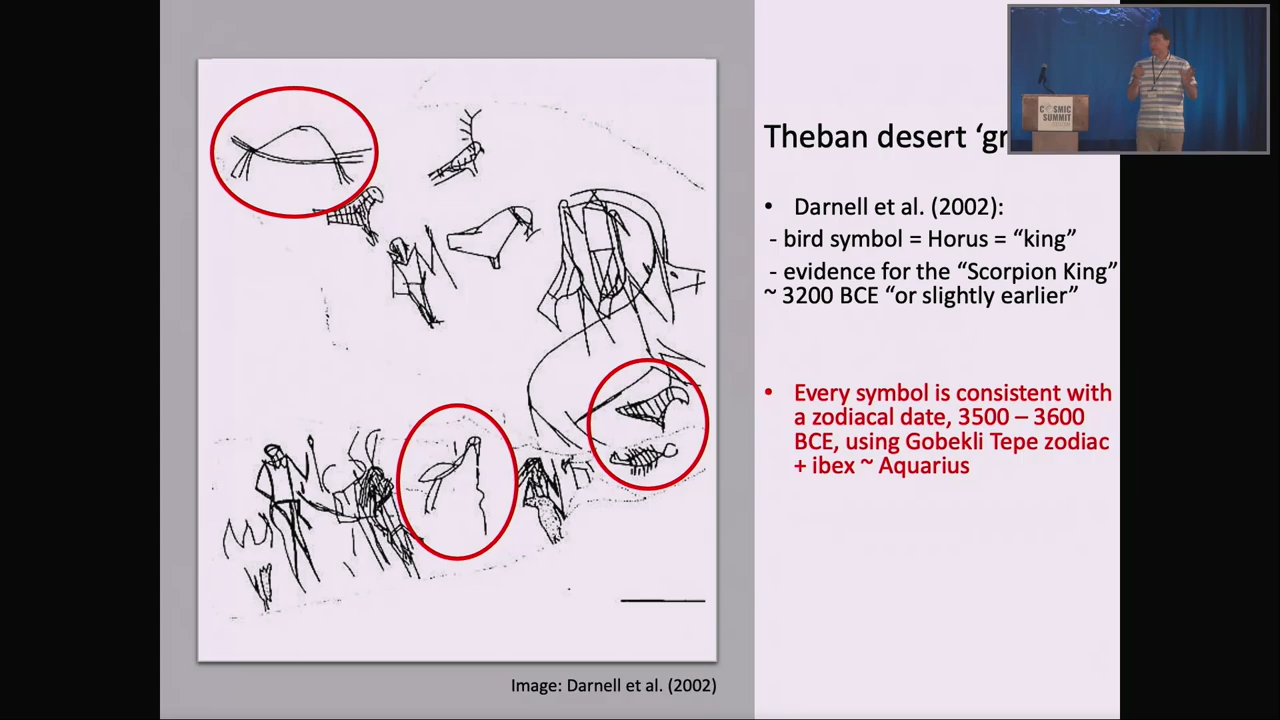 COSMIC
SUMMIT
Theban desert ‘gr
• Darnell et al. (2002):
- bird symbol = Horus = “king”
- evidence for the “Scorpion King”
~ 3200 BCE “or slightly earlier”
• Every symbol is consistent with
a zodiacal date, 3500 – 3600
BCE, using Gobekli Tepe zodiac
+ ibex ~ Aquarius
Image: Darnell et al. (2002)